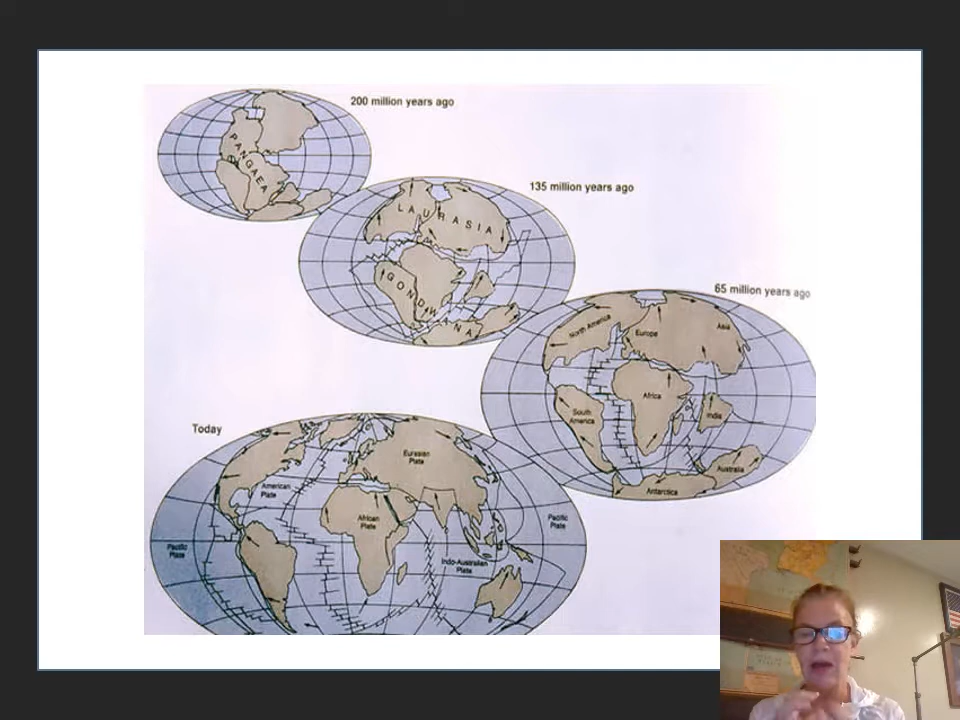 200 million years ago
PANGAEA
135 million years ago
LAURASIA
GONDWANA
65 million years ago
North America
Europe
Asia
Africa
South
America
India
Australia
Antarctica
Today
Eurasian
Plate
American
Plate
African
Plate
Pacific
Plate
Pacific
Plate
Indo-Australian
Plate